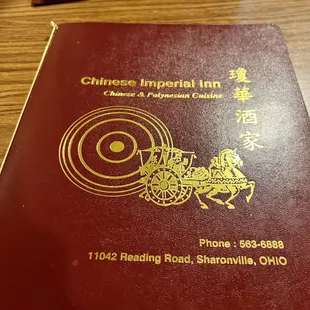 Chinese Imperial Inn
Chinese & Polynesian Cuisine
瓊華酒家
Phone : 563-6888
11042 Reading Road, Sharonville, OHIO